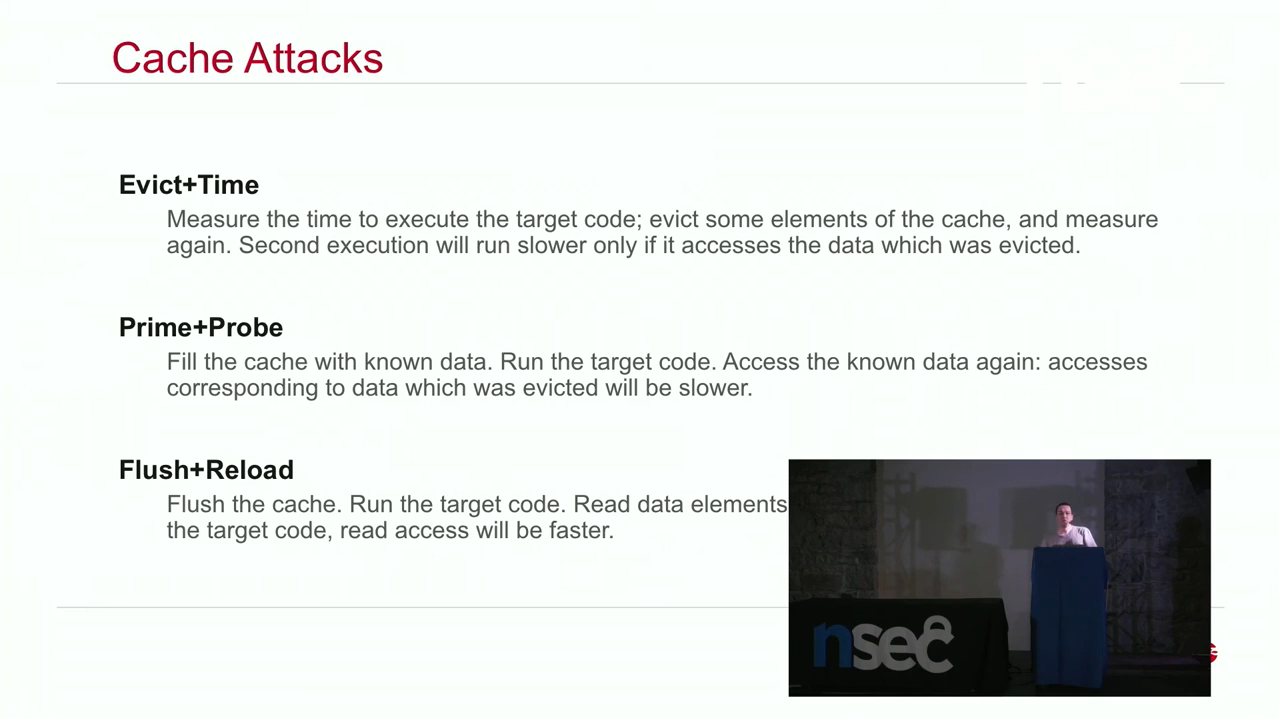 Cache Attacks
Evict+Time
Measure the time to execute the target code; evict some elements of the cache, and measure
again. Second execution will run slower only if it accesses the data which was evicted.
Prime+Probe
Fill the cache with known data. Run the target code. Access the known data again: accesses
corresponding to data which was evicted will be slower.
Flush+Reload
Flush the cache. Run the target code. Read data elements
the target code, read access will be faster.
nsec